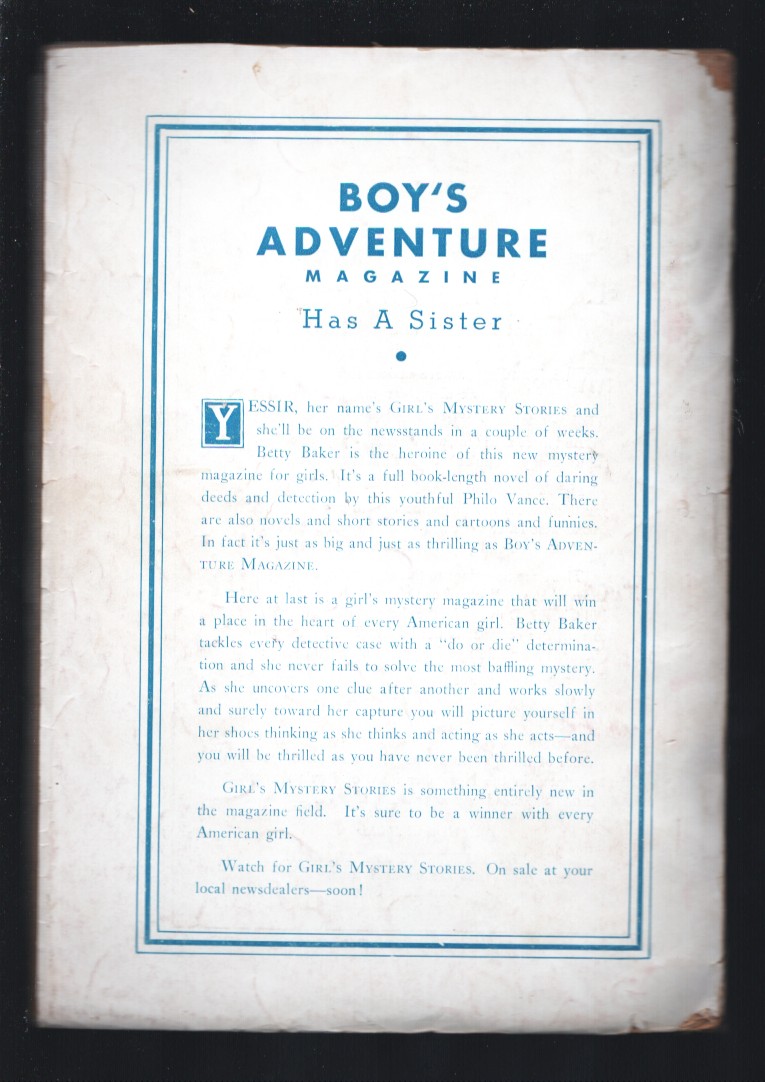 BOY'S
ADVENTURE
MAGAZINE
Has A Sister
YESSIR, her name's GIRL'S MYSTERY STORIES and
she'll be on the newsstands in a couple of weeks.
Betty Baker is the heroine of this new mystery
magazine for girls. It's a full book-length novel of daring
deeds and detection by this youthful Philo Vance. There
are also novels and short stories and cartoons and funnies.
In fact it's just as big and just as thrilling as BOY'S ADVEN-
TURE MAGAZINE.
Here at last is a girl's mystery magazine that will win
a place in the heart of every American girl. Betty Baker
tackles every detective case with a "do or die" determina-
tion and she never fails to solve the most baffling mystery.
As she uncovers one clue after another and works slowly
and surely toward her capture you will picture yourself in
her shoes thinking as she thinks and acting as she acts—and
you will be thrilled as you have never been thrilled before.
GIRL'S MYSTERY STORIES is something entirely new in
the magazine field. It's sure to be a winner with every
American girl.
Watch for GIRL'S MYSTERY STORIES. On sale at your
local newsdealers—soon!